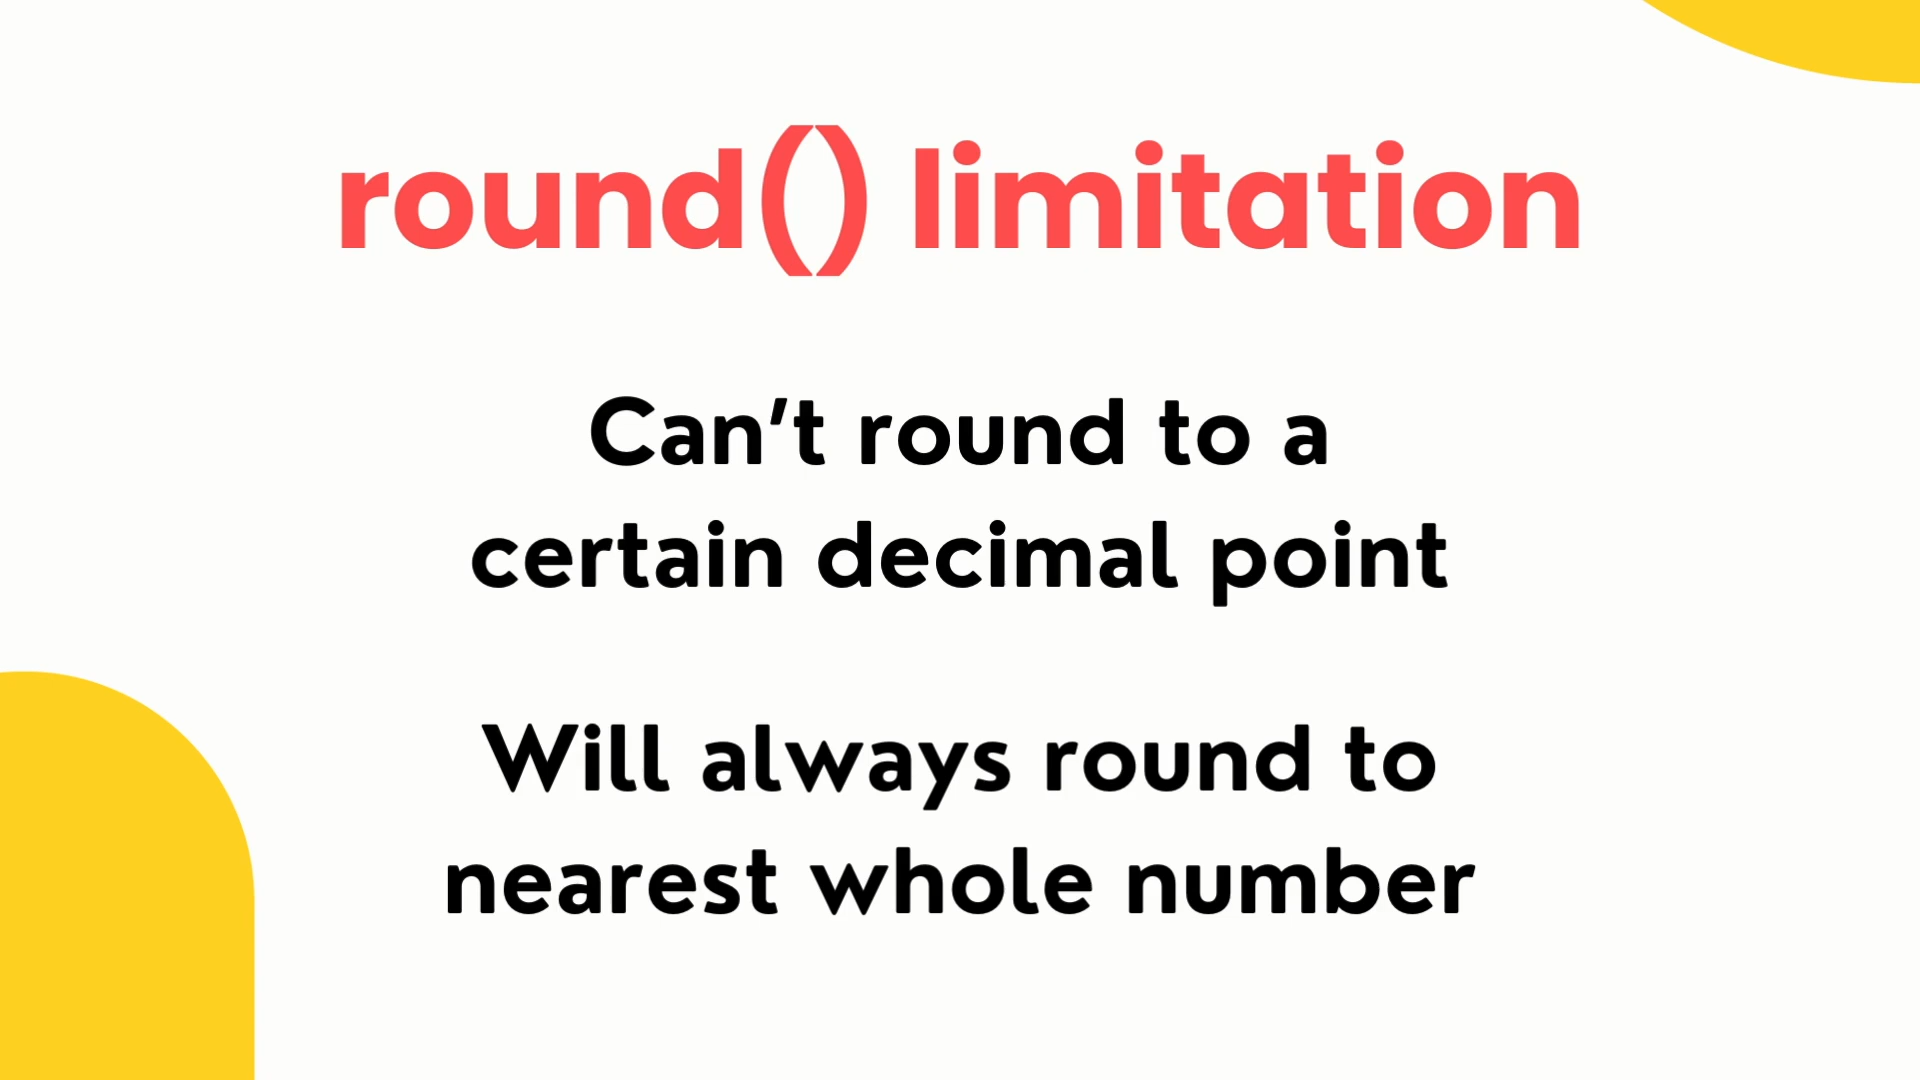 round() limitation
Can't round to a
certain decimal point
Will always round to
nearest whole number